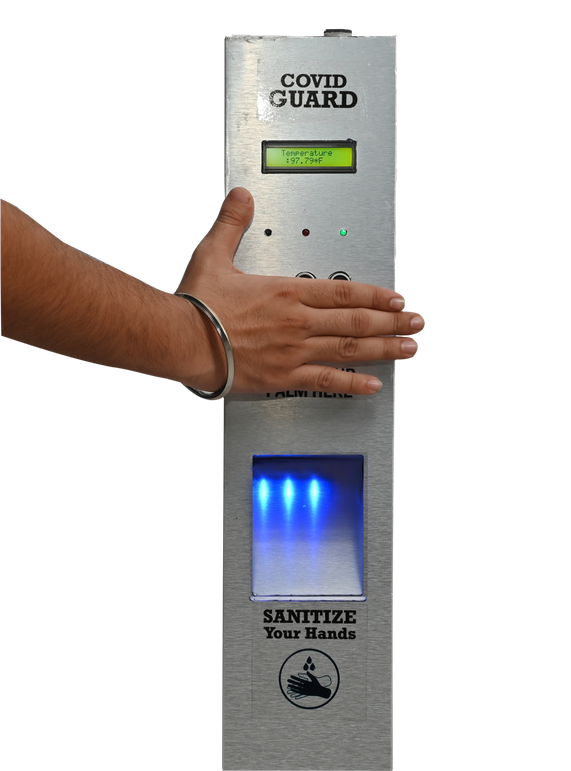 COVID
GUARD
Temperature
:97.79*F
PALM HERE
SANITIZE
Your Hands